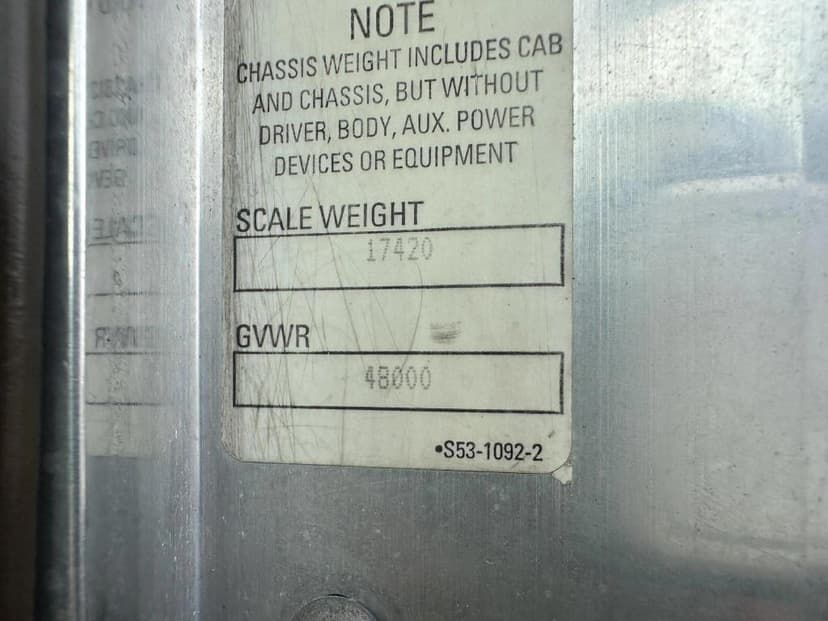 NOTE
CHASSIS WEIGHT INCLUDES CAB
AND CHASSIS, BUT WITHOUT
DRIVER, BODY, AUX. POWER
DEVICES OR EQUIPMENT
SCALE WEIGHT
17420
GVWR
48000
•S53-1092-2